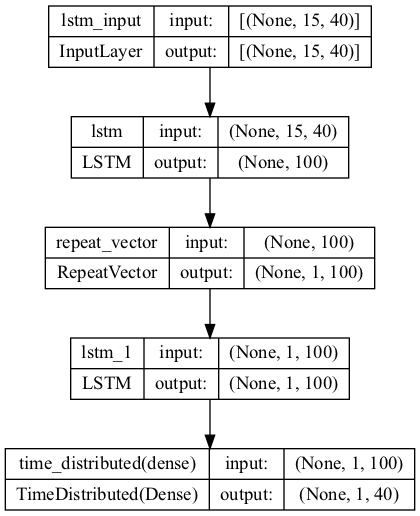 lstm_input input: [(None, 15, 40)]
InputLayer output: [(None, 15, 40)]
lstm input: (None, 15, 40)
LSTM output: (None, 100)
repeat_vector input: (None, 100)
RepeatVector output: (None, 1, 100)
lstm_1 input: (None, 1, 100)
LSTM output: (None, 1, 100)
time_distributed(dense) input: (None, 1, 100)
TimeDistributed(Dense) output: (None, 1, 40)